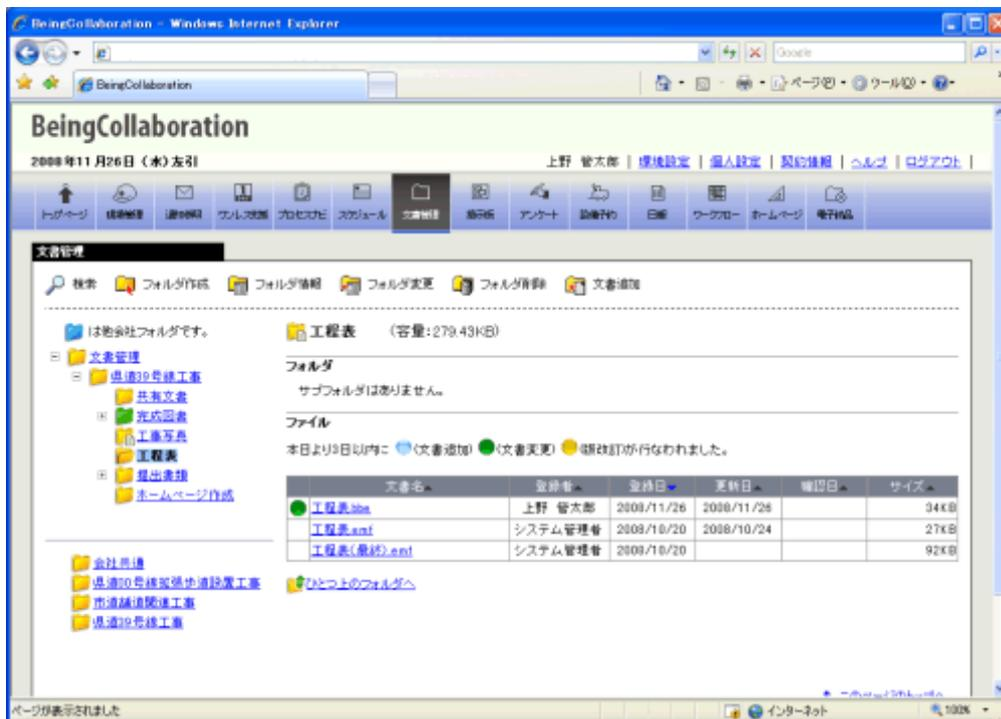 BeingCollaboration - Windows Internet Explorer
Google
BeingCollaboration
ページ(P) ツール(O)
BeingCollaboration
2008年11月26日 (水) 友引
上野 管太郎 | 環境設定 | 個人設定 | 契約情報 | ヘルプ | ログアウト |
トップページ 現場管理 プロセスナビ スケジュール 文書管理 掲示板 アンケート 設備予約 日報 ワークフロー ホームページ 電子納品
文書管理
検索 フォルダ作成 フォルダ情報 フォルダ変更 フォルダ削除 文書追加
は他会社フォルダです。
文書管理
県道39号線工事
共有文書
完成図書
工事写真
工程表
提出書類
ホームページ作成
会社共通
市道舗道関連工事
県道39号線工事
工程表 (容量:279.43KB)
フォルダ
サブフォルダはありません。
ファイル
本日より3日以内に (文書追加) (文書変更) (版改訂)が行なわれました。
文書名 登録者 登録日 更新日 確認日 サイズ
工程表.bbe 上野 管太郎 2008/11/26 2008/11/26 34KB
工程表.emf システム管理者 2008/10/20 2008/10/24 27KB
工程表(最終).emf システム管理者 2008/10/20 92KB
ひとつ上のフォルダへ
ページが表示されました
インターネット
100%